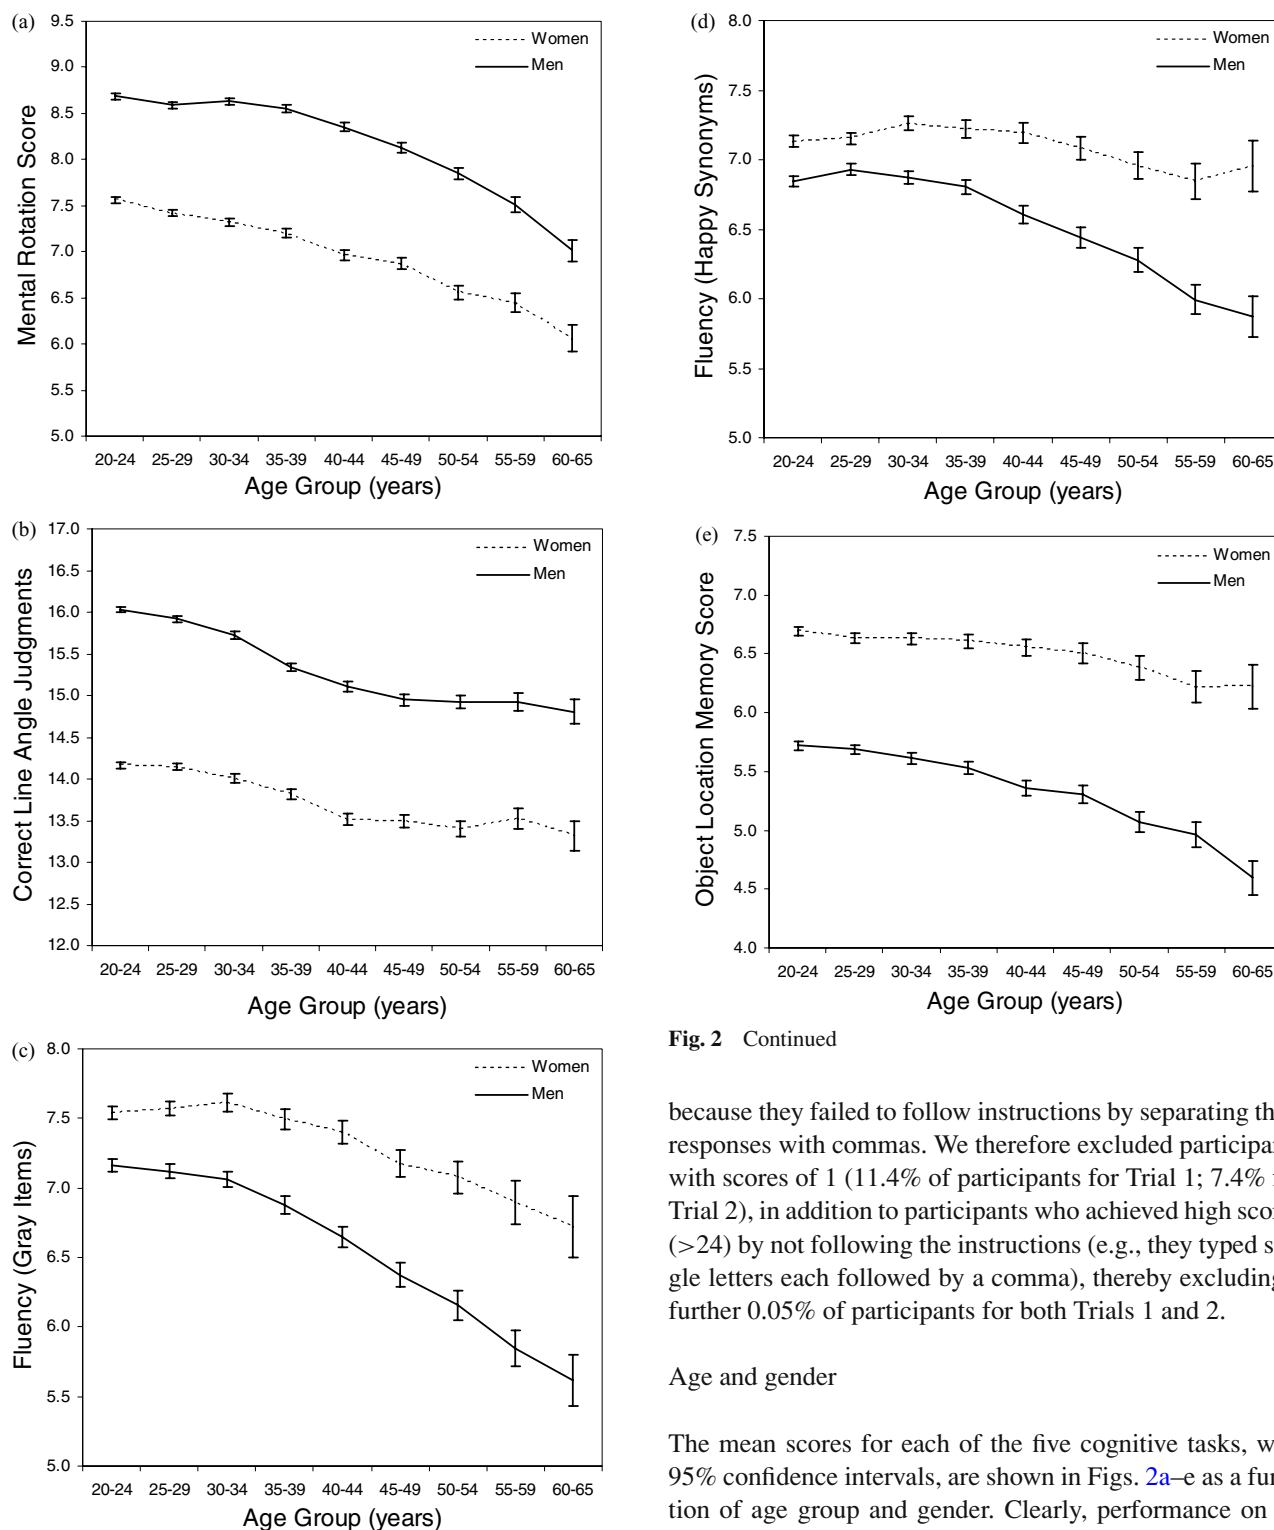 (a)
9.5
9.0
8.5
8.0
7.5
7.0
6.5
6.0
5.5
5.0
Mental Rotation Score
Women
Men
20-24 25-29 30-34 35-39 40-44 45-49 50-54 55-59 60-65
Age Group (years)
(b)
17.0
16.5
16.0
15.5
15.0
14.5
14.0
13.5
13.0
12.5
12.0
Correct Line Angle Judgments
Women
Men
20-24 25-29 30-34 35-39 40-44 45-49 50-54 55-59 60-65
Age Group (years)
(c)
8.0
7.5
7.0
6.5
6.0
5.5
5.0
Fluency (Gray Items)
Women
Men
20-24 25-29 30-34 35-39 40-44 45-49 50-54 55-59 60-65
Age Group (years)
(d)
8.0
7.5
7.0
6.5
6.0
5.5
5.0
Fluency (Happy Synonyms)
Women
Men
20-24 25-29 30-34 35-39 40-44 45-49 50-54 55-59 60-65
Age Group (years)
(e)
7.5
7.0
6.5
6.0
5.5
5.0
4.5
4.0
Object Location Memory Score
Women
Men
20-24 25-29 30-34 35-39 40-44 45-49 50-54 55-59 60-65
Age Group (years)
Fig. 2 Continued
because they failed to follow instructions by separating
responses with commas. We therefore excluded
with scores of 1 (11.4% of participants for Trial 1; 7.4%
Trial 2), in addition to participants who achieved high
(>24) by not following the instructions (e.g., they typed
gle letters each followed by a comma), thereby excluding
further 0.05% of participants for both Trials 1 and 2.
Age and gender
The mean scores for each of the five cognitive tasks,
95% confidence intervals, are shown in Figs. 2a–e as a
tion of age group and gender. Clearly, performance on